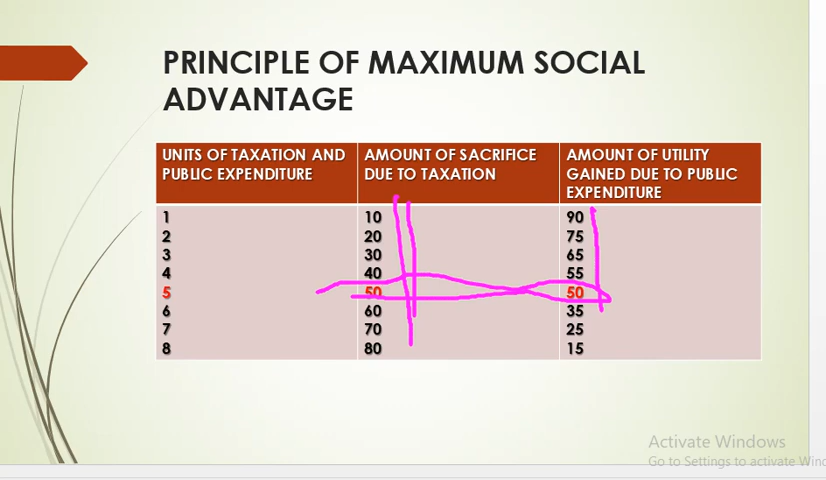 PRINCIPLE OF MAXIMUM SOCIAL
ADVANTAGE
UNITS OF TAXATION AND
PUBLIC EXPENDITURE
AMOUNT OF SACRIFICE
DUE TO TAXATION
AMOUNT OF UTILITY
GAINED DUE TO PUBLIC
EXPENDITURE
1 10 90
2 20 75
3 30 65
4 40 55
5 50 50
6 60 35
7 70 25
8 80 15
Activate Windows
Go to Settings to activate Wind